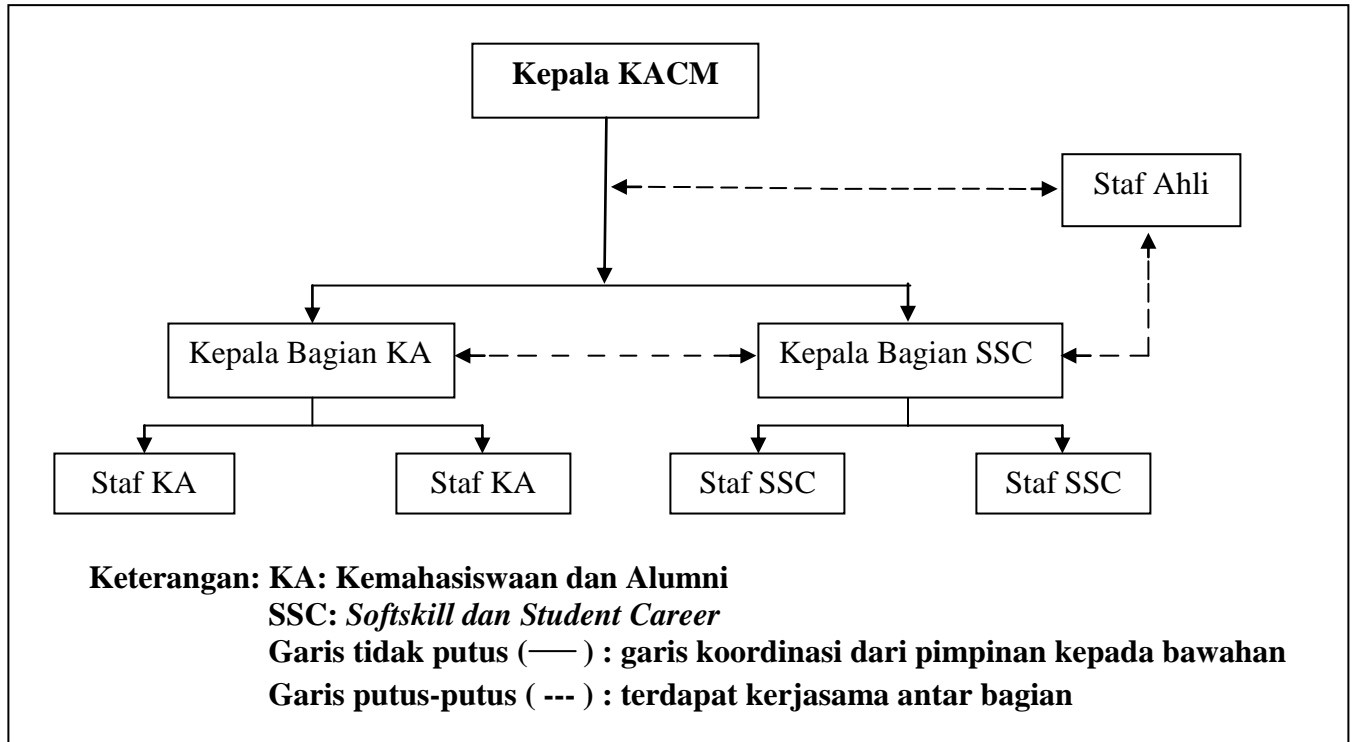 Kepala KACM
Staf Ahli
Kepala Bagian KA
Kepala Bagian SSC
Staf KA
Staf KA
Staf SSC
Staf SSC
Keterangan: KA: Kemahasiswaan dan Alumni
SSC: Softskill dan Student Career
Garis tidak putus (── ) : garis koordinasi dari pimpinan kepada bawahan
Garis putus-putus ( --- ) : terdapat kerjasama antar bagian